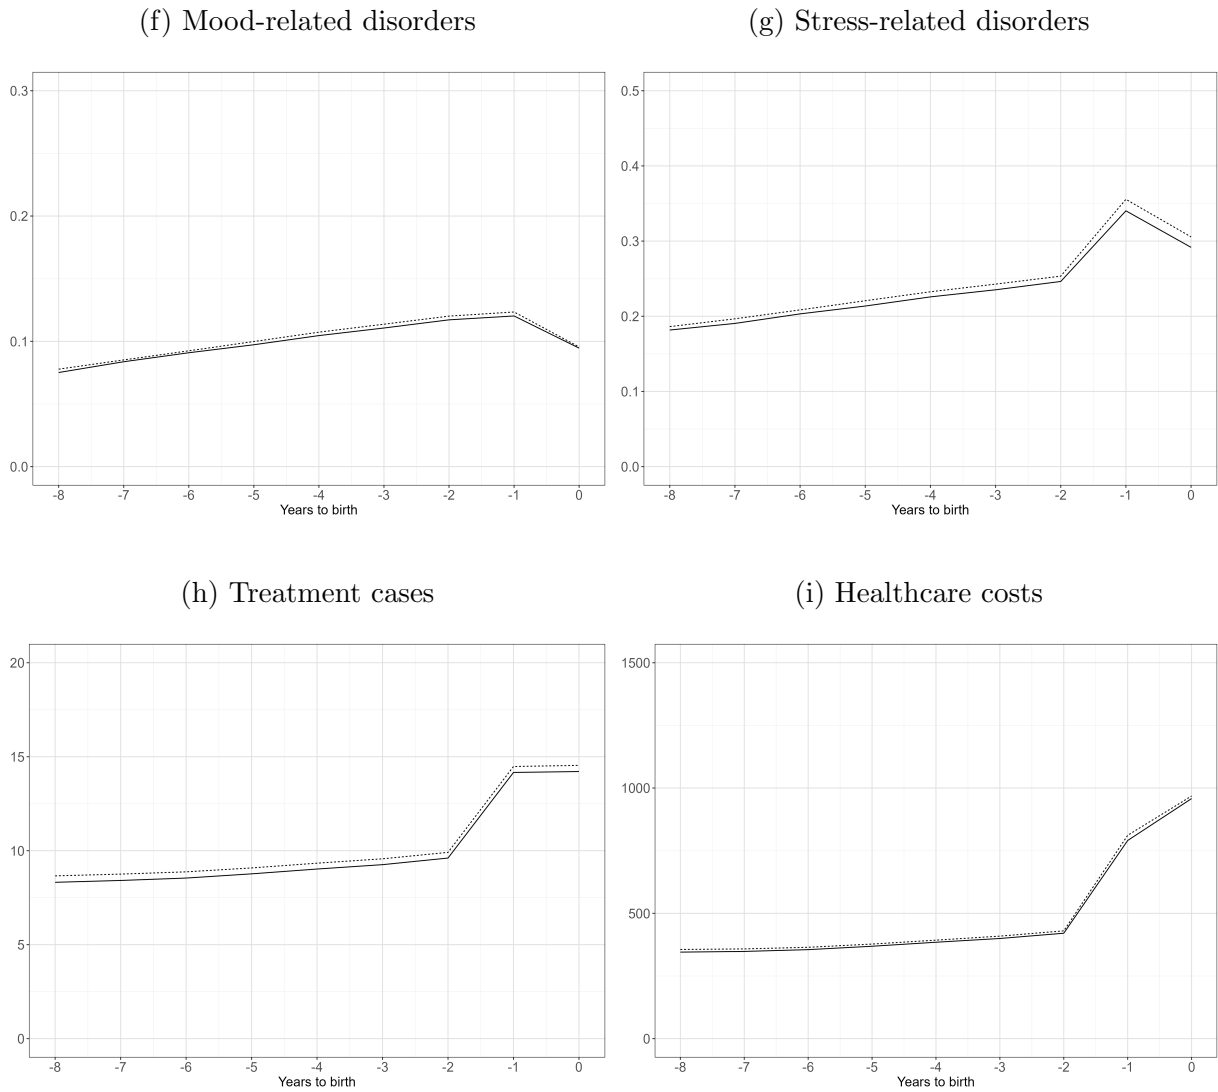 (f) Mood-related disorders
0.3
0.2
0.1
0.0
-8 -7 -6 -5 -4 -3 -2 -1 0
Years to birth
(g) Stress-related disorders
0.5
0.4
0.3
0.2
0.1
0.0
-8 -7 -6 -5 -4 -3 -2 -1 0
Years to birth
(h) Treatment cases
20
15
10
5
0
-8 -7 -6 -5 -4 -3 -2 -1 0
Years to birth
(i) Healthcare costs
1500
1000
500
0
-8 -7 -6 -5 -4 -3 -2 -1 0
Years to birth